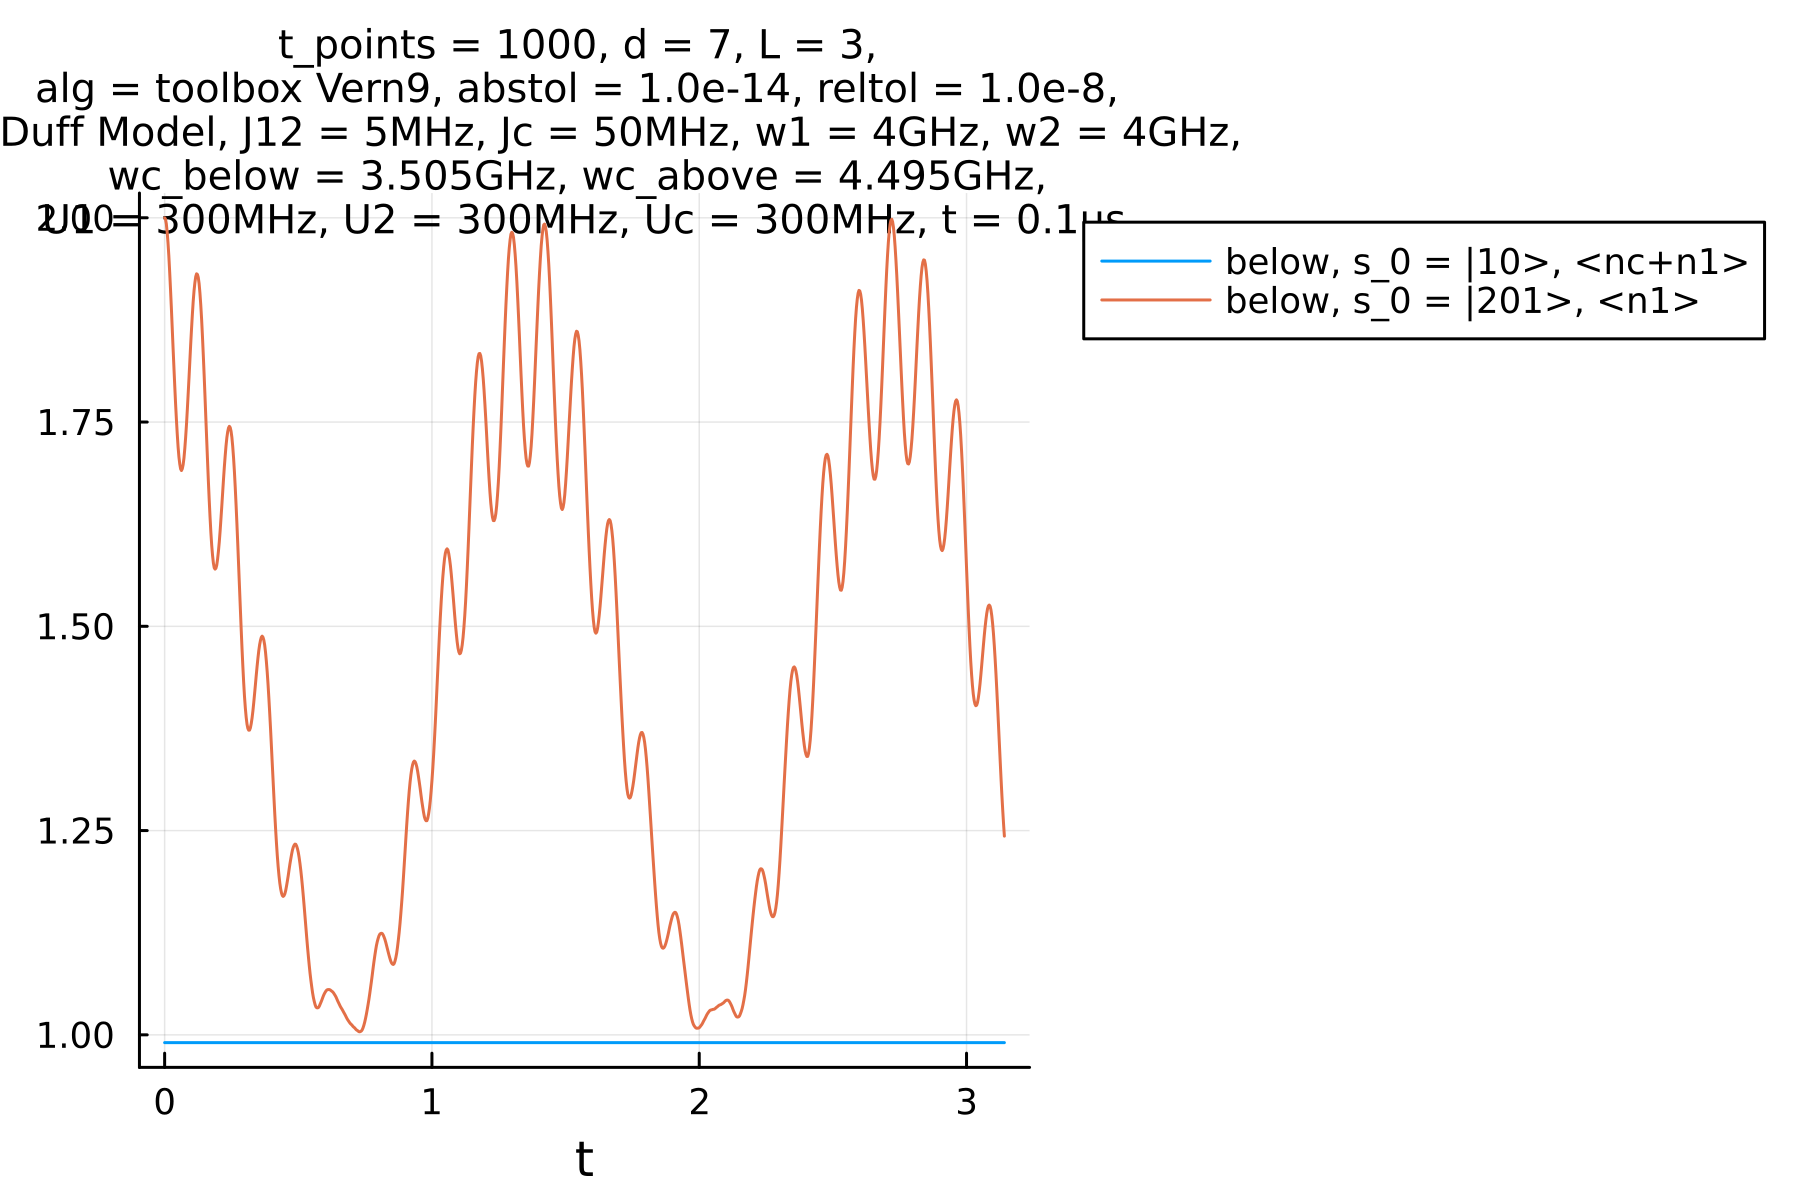 t_points = 1000, d = 7, L = 3,
alg = toolbox Vern9, abstol = 1.0e-14, reltol = 1.0e-8,
Duff Model, J12 = 5MHz, Jc = 50MHz, w1 = 4GHz, w2 = 4GHz,
wc_below = 3.505GHz, wc_above = 4.495GHz,
U1 = 300MHz, U2 = 300MHz, Uc = 300MHz, t = 0.1us
below, s_0 = |10>, <nc+n1>
below, s_0 = |201>, <n1>
2.00
1.75
1.50
1.25
1.00
0 1 2 3
t